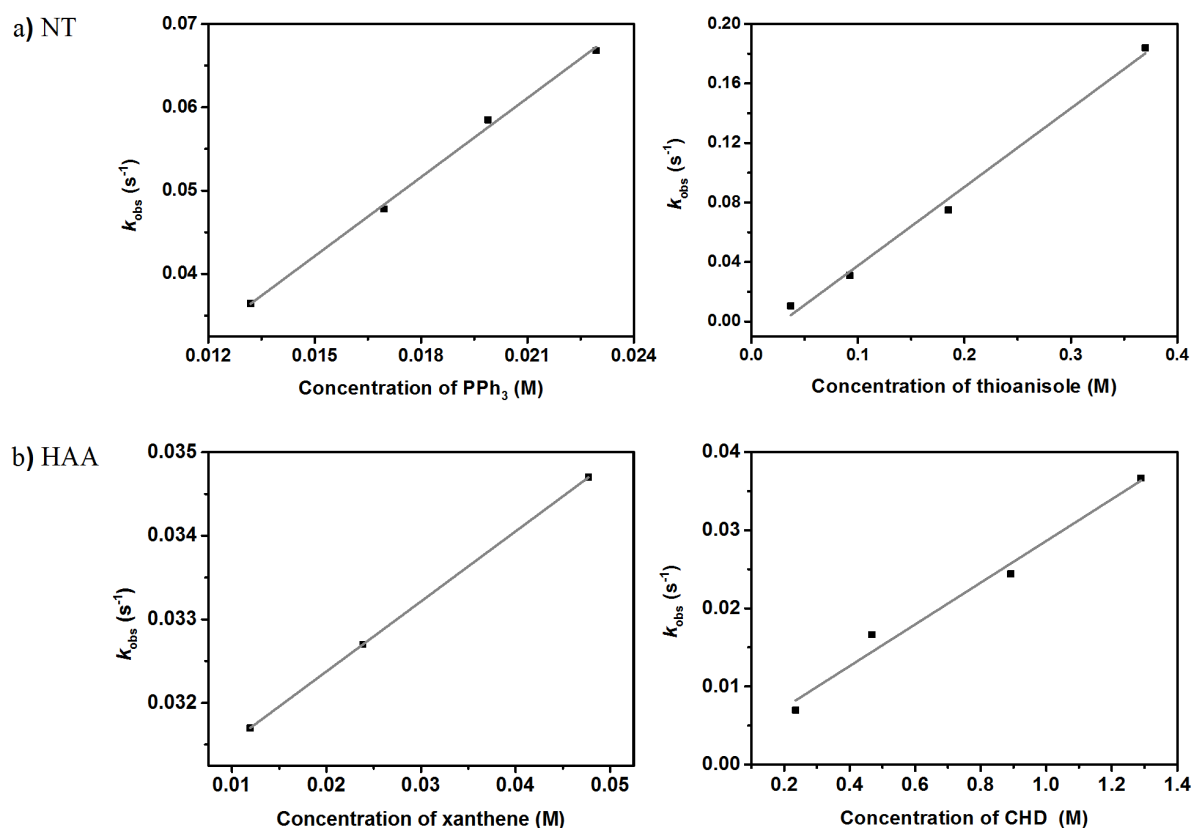 a) NT
0.07
0.06
0.05
0.04
0.012 0.015 0.018 0.021 0.024
k_obs (s⁻¹)
Concentration of PPh₃ (M)
0.20
0.16
0.12
0.08
0.04
0.00
0.0 0.1 0.2 0.3 0.4
k_obs (s⁻¹)
Concentration of thioanisole (M)
b) HAA
0.035
0.034
0.033
0.032
0.01 0.02 0.03 0.04 0.05
k_obs (s⁻¹)
Concentration of xanthene (M)
0.04
0.03
0.02
0.01
0.00
0.2 0.4 0.6 0.8 1.0 1.2 1.4
k_obs (s⁻¹)
Concentration of CHD (M)